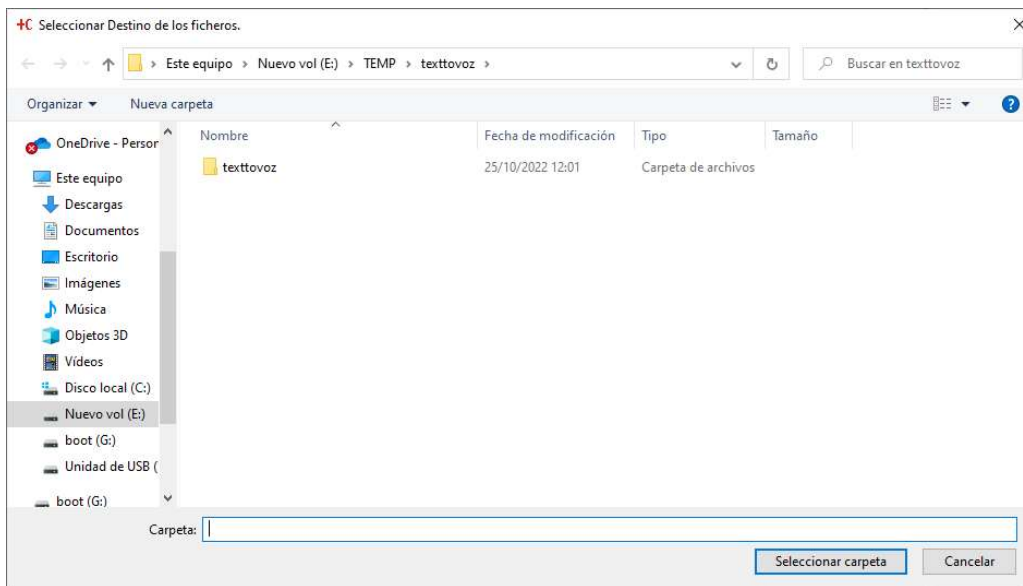 +C Seleccionar Destino de los ficheros.
Este equipo > Nuevo vol (E:) > TEMP > texttovoz >
Buscar en texttovoz
Organizar
Nueva carpeta
?
OneDrive - Person
Este equipo
Descargas
Documentos
Escritorio
Imágenes
Música
Objetos 3D
Vídeos
Disco local (C:)
Nuevo vol (E:)
boot (G:)
Unidad de USB (
boot (G:)
Nombre Fecha de modificación Tipo Tamaño
texttovoz 25/10/2022 12:01 Carpeta de archivos
Carpeta:
Seleccionar carpeta
Cancelar